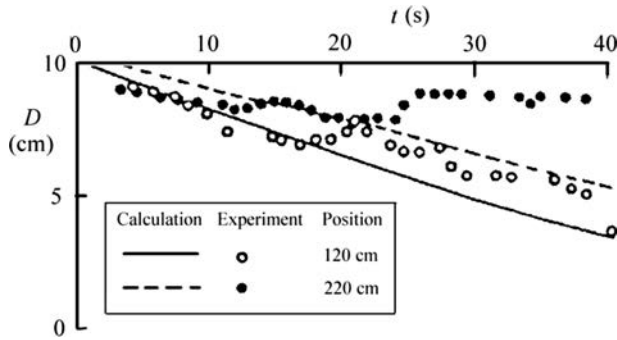 t (s)
0 10 20 30 40
10
D
(cm)
5
0
Calculation Experiment Position
120 cm
220 cm